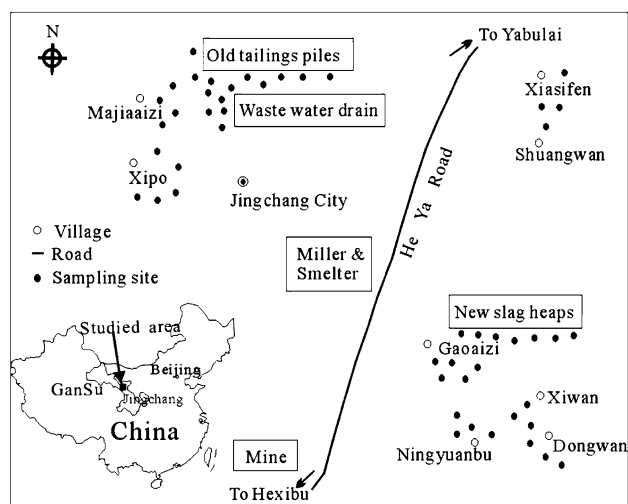 N
To Yabulai
Old tailings piles
Xiasifen
Majiaaizi
Waste water drain
Shuangwan
Xipo
Jingchang City
He Ya Road
Village
Road
Sampling site
Miller &
Smelter
New slag heaps
Studied area
Gaoaizi
Beijing
GanSu
Jingchang
Xiwan
China
Mine
Ningyuanbu
Dongwan
To Hexibu